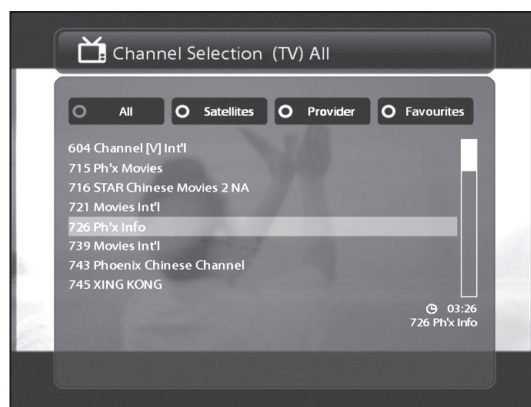 Channel Selection (TV) All
All Satellites Provider Favourites
604 Channel [V] Int'l
715 Ph'x Movies
716 STAR Chinese Movies 2 NA
721 Movies Int'l
726 Ph'x Info
739 Movies Int'l
743 Phoenix Chinese Channel
745 XING KONG
03:26
726 Ph'x Info